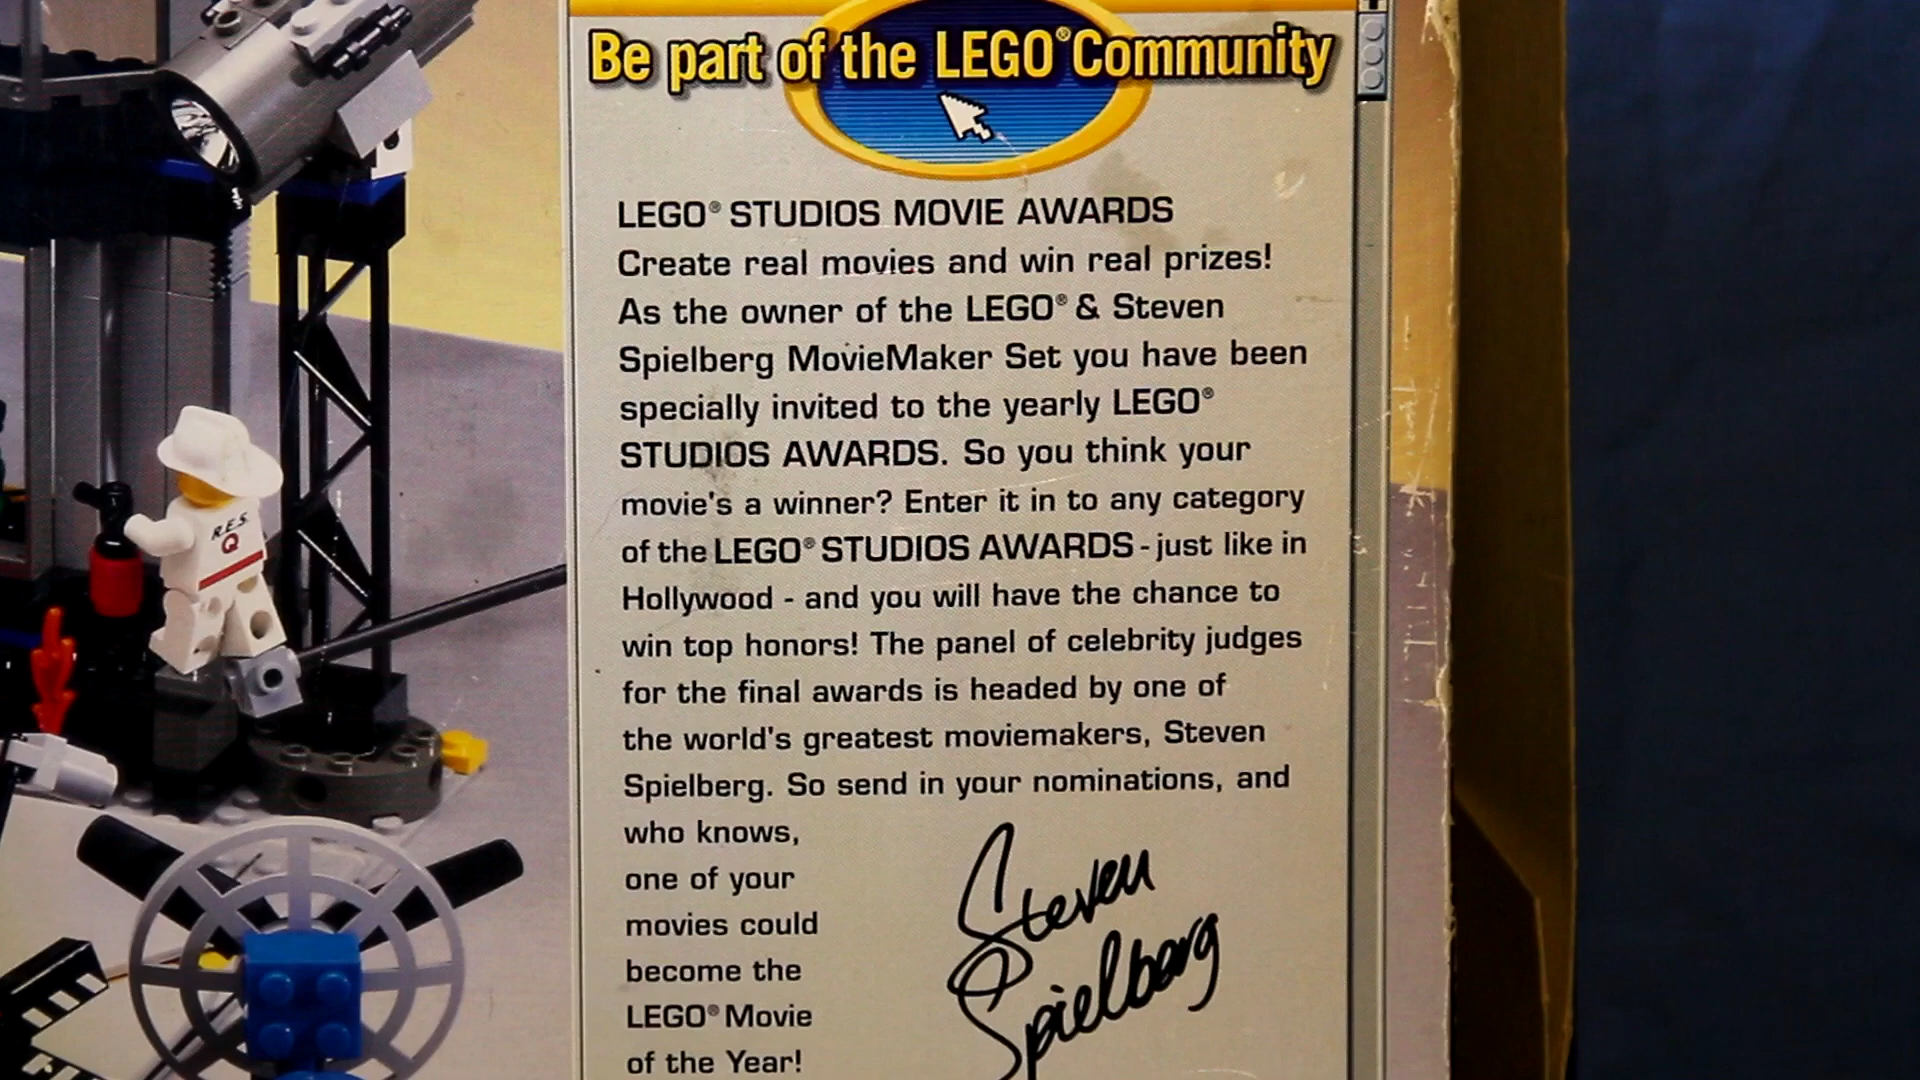 Be part of the LEGO® Community
LEGO® STUDIOS MOVIE AWARDS
Create real movies and win real prizes!
As the owner of the LEGO® & Steven
Spielberg MovieMaker Set you have been
specially invited to the yearly LEGO®
STUDIOS AWARDS. So you think your
movie's a winner? Enter it in to any category
of the LEGO® STUDIOS AWARDS - just like in
Hollywood - and you will have the chance to
win top honors! The panel of celebrity judges
for the final awards is headed by one of
the world's greatest moviemakers, Steven
Spielberg. So send in your nominations, and
who knows,
one of your
movies could
become the
LEGO® Movie
of the Year!
Steven
Spielberg
R.E.S.
Q